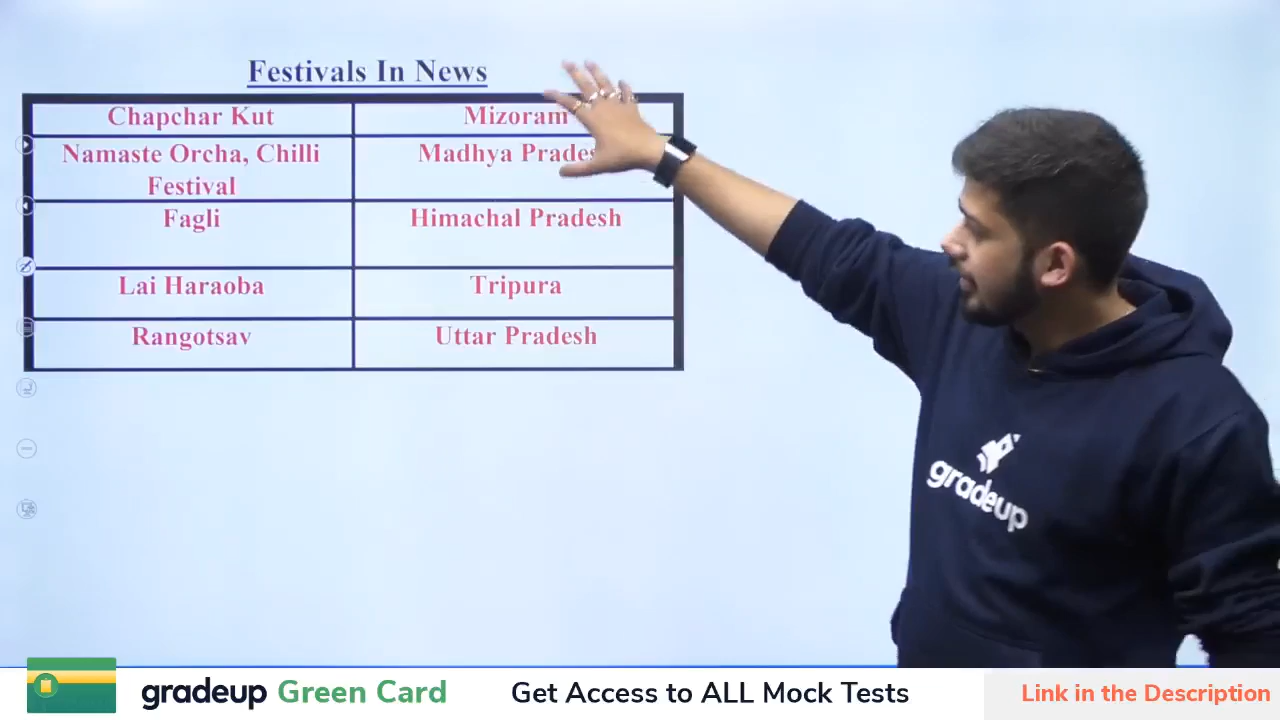 Festivals In News
Chapchar Kut
Mizoram
Namaste Orcha, Chilli
Festival
Madhya
Fagli
Himachal Pradesh
Lai Haraoba
Tripura
Rangotsav
Uttar Pradesh
gradeup
gradeup Green Card
Get Access to ALL Mock Tests
Link in the Description